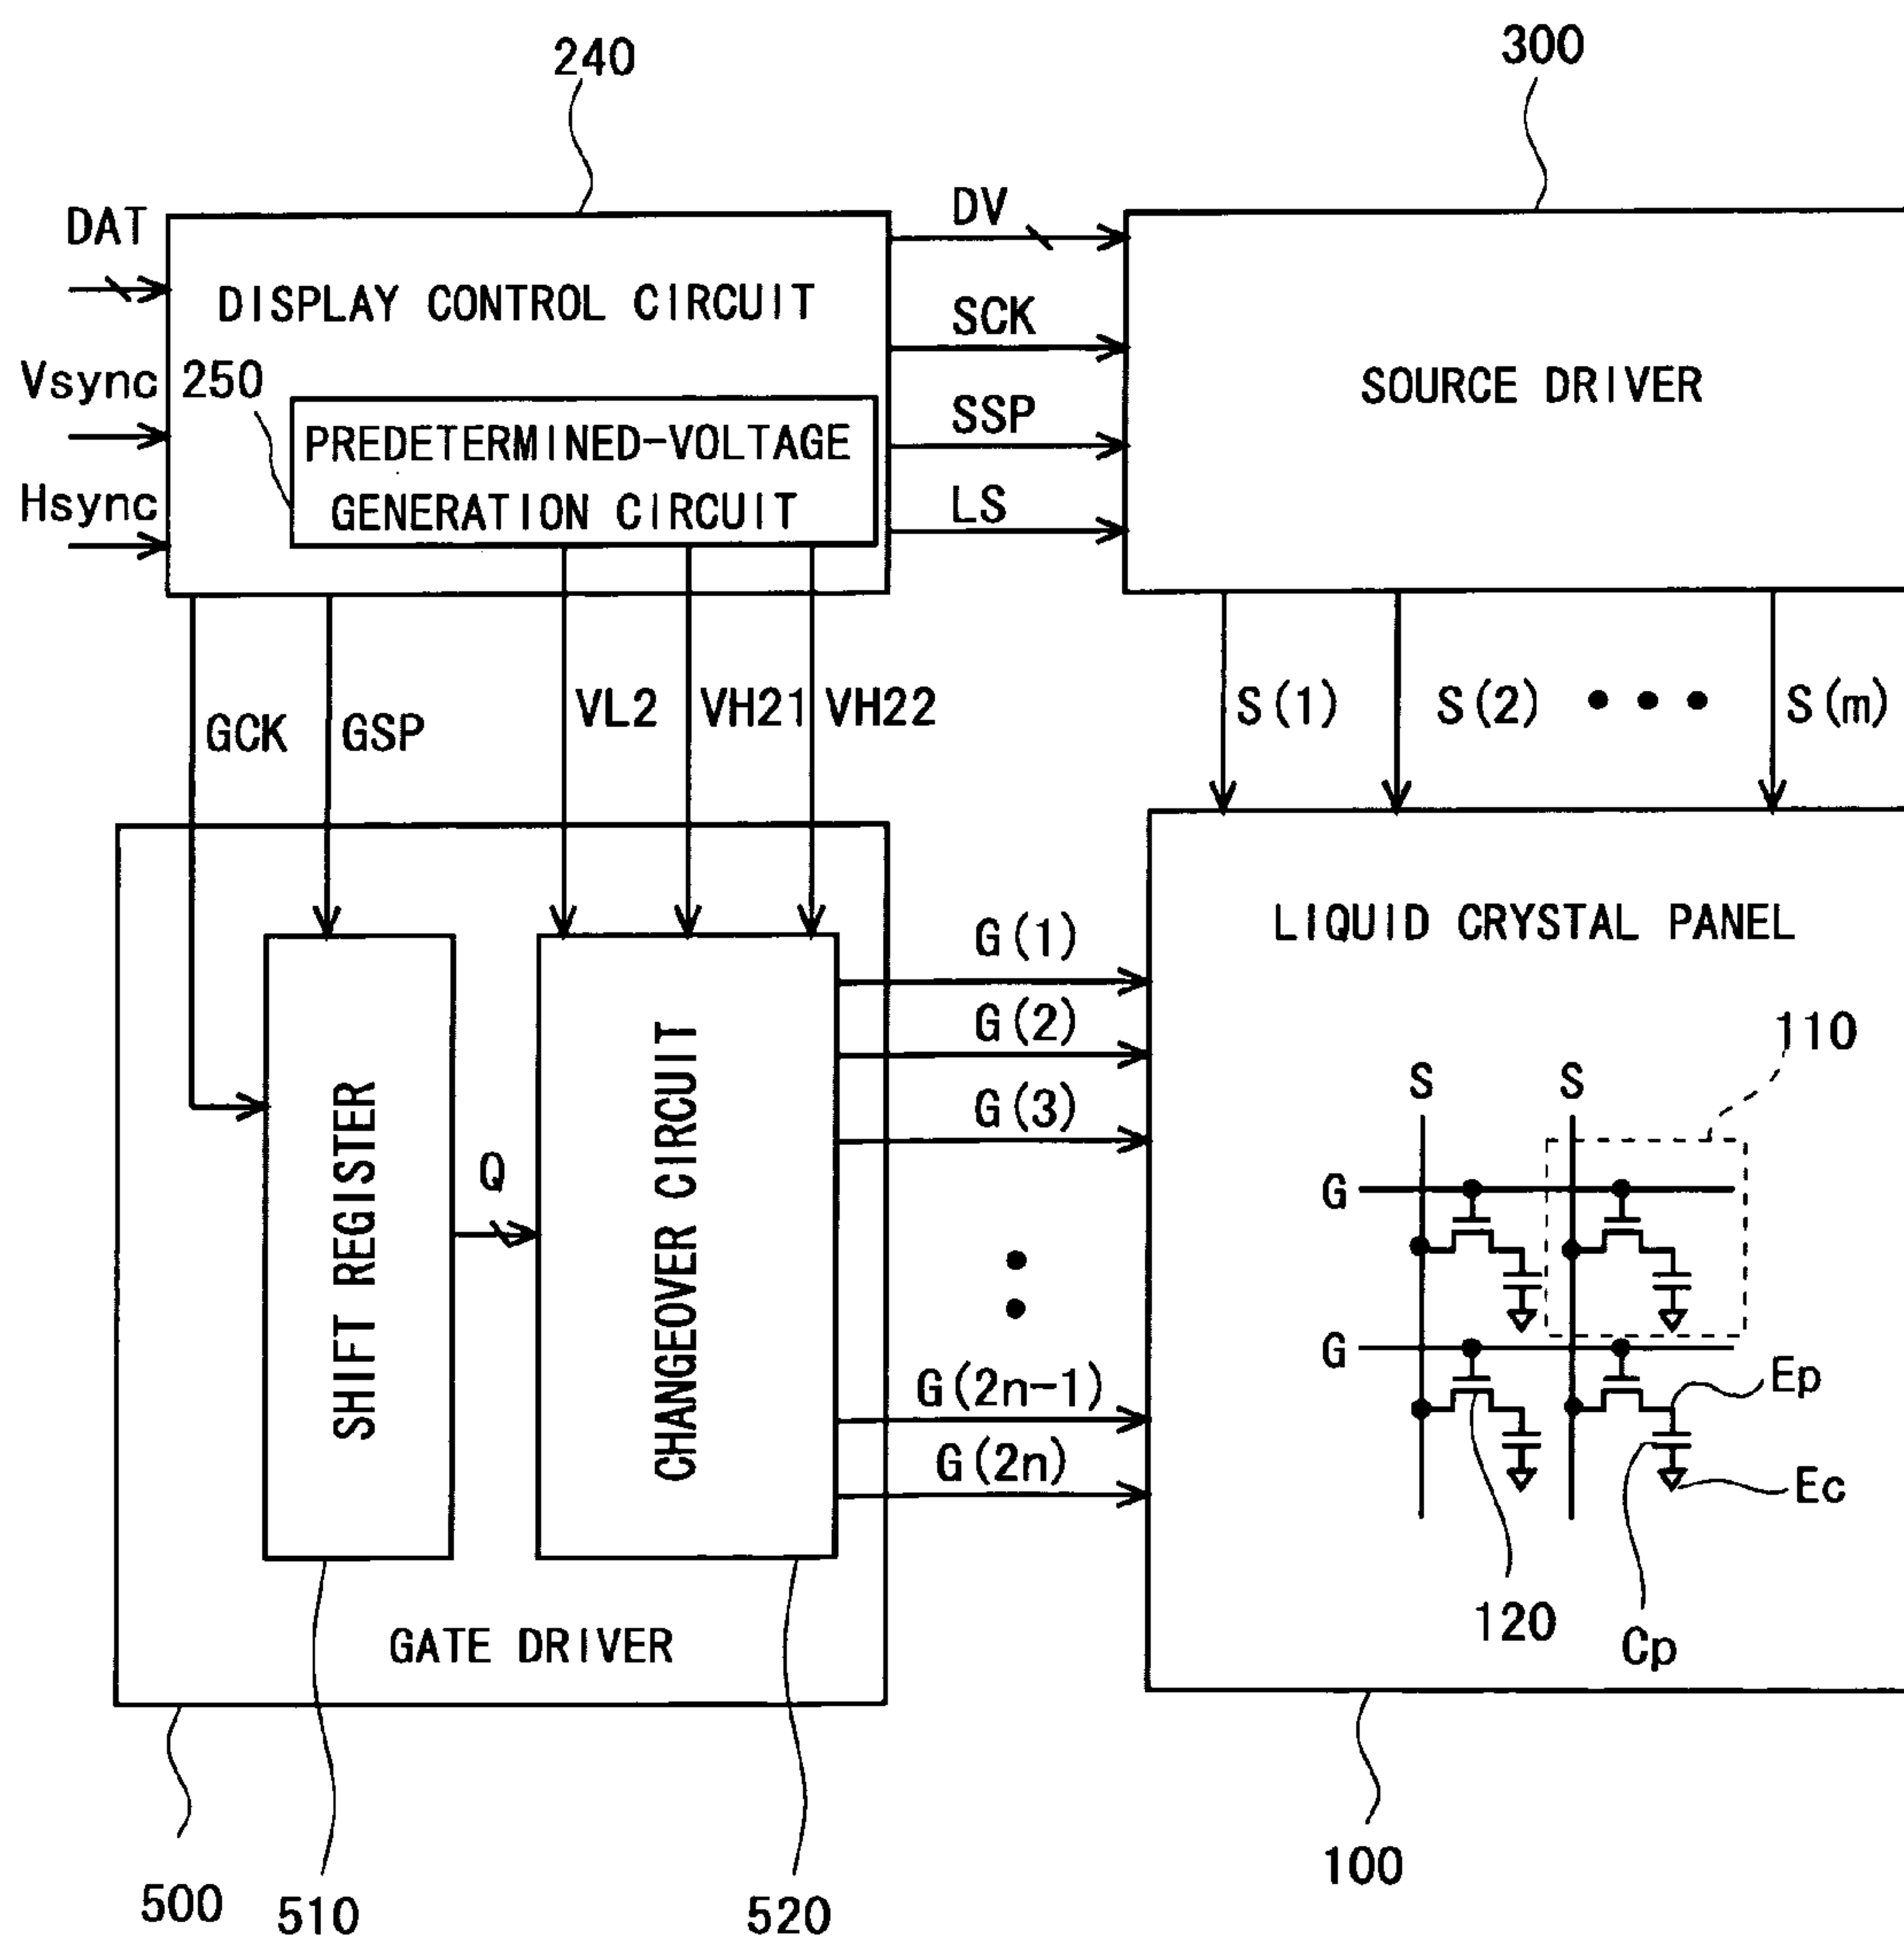 240
300
DAT
DV
DISPLAY CONTROL CIRCUIT
SCK
Vsync
250
SOURCE DRIVER
PREDETERMINED-VOLTAGE
GENERATION CIRCUIT
SSP
Hsync
LS
GCK
GSP
VL2
VH21
VH22
S(1)
S(2)
S(m)
G(1)
LIQUID CRYSTAL PANEL
G(2)
110
G(3)
S
S
SHIFT REGISTER
Q
CHANGEOVER CIRCUIT
G
G
G(2n-1)
Ep
G(2n)
Ec
120
Cp
GATE DRIVER
500
510
520
100